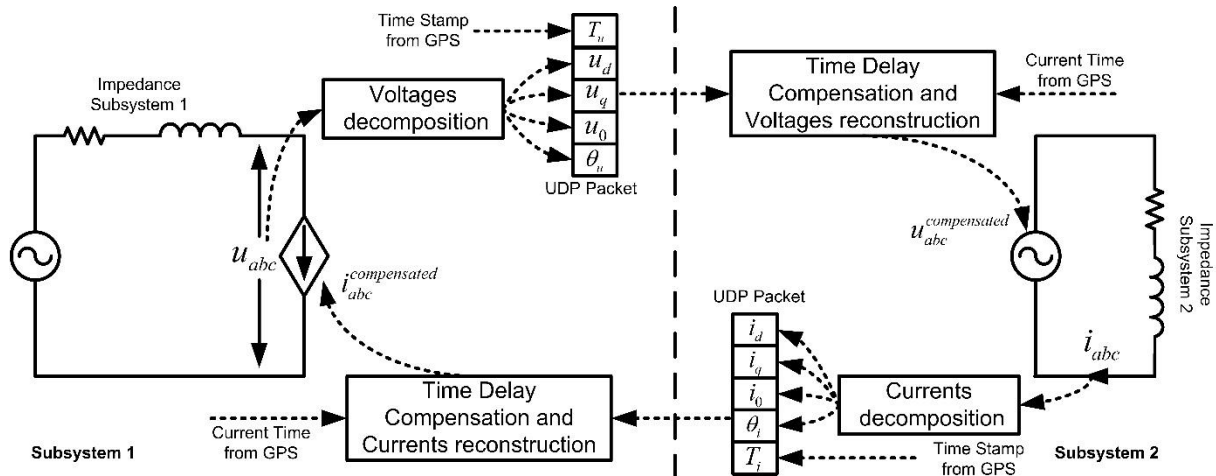 Time Stamp
from GPS
T_u
u_d
u_q
u_0
θ_u
UDP Packet
Impedance
Subsystem 1
Voltages
decomposition
u_abc
i_abc^compensated
Time Delay
Compensation and
Currents reconstruction
Current Time
from GPS
Subsystem 1
Time Delay
Compensation and
Voltages reconstruction
Current Time
from GPS
u_abc^compensated
Impedance
Subsystem 2
i_abc
UDP Packet
i_d
i_q
i_0
θ_i
T_i
Currents
decomposition
Time Stamp
from GPS
Subsystem 2